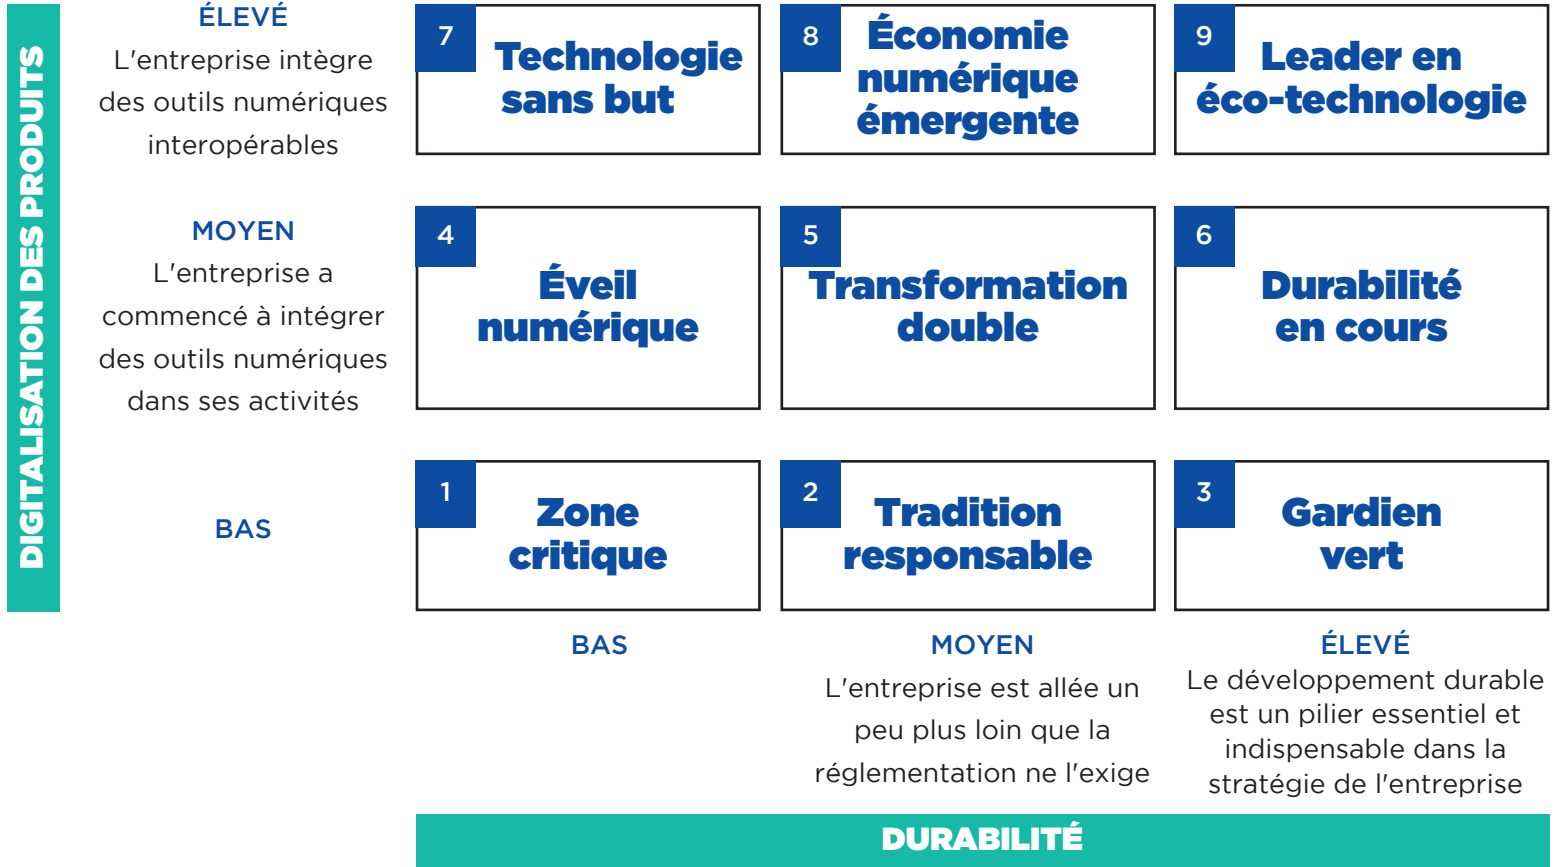 DIGITALISATION DES PRODUITS
ÉLEVÉ
L'entreprise intègre
des outils numériques
interopérables
7
Technologie
sans but
8
Économie
numérique
émergente
9
Leader en
éco-technologie
MOYEN
L'entreprise a
commencé à intégrer
des outils numériques
dans ses activités
4
Éveil
numérique
5
Transformation
double
6
Durabilité
en cours
BAS
1
Zone
critique
2
Tradition
responsable
3
Gardien
vert
BAS
MOYEN
L'entreprise est allée un
peu plus loin que la
réglementation ne l'exige
ÉLEVÉ
Le développement durable
est un pilier essentiel et
indispensable dans la
stratégie de l'entreprise
DURABILITÉ